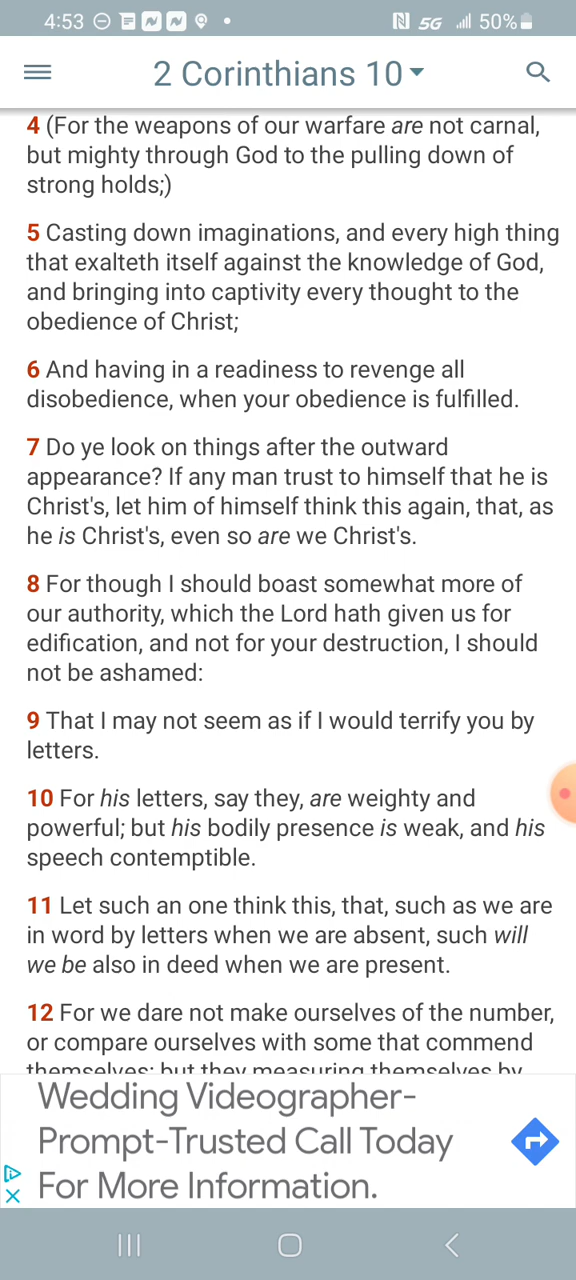 4:53 5G 50%
2 Corinthians 10
4 (For the weapons of our warfare are not carnal,
but mighty through God to the pulling down of
strong holds;)
5 Casting down imaginations, and every high thing
that exalteth itself against the knowledge of God,
and bringing into captivity every thought to the
obedience of Christ;
6 And having in a readiness to revenge all
disobedience, when your obedience is fulfilled.
7 Do ye look on things after the outward
appearance? If any man trust to himself that he is
Christ's, let him of himself think this again, that, as
he is Christ's, even so are we Christ's.
8 For though I should boast somewhat more of
our authority, which the Lord hath given us for
edification, and not for your destruction, I should
not be ashamed:
9 That I may not seem as if I would terrify you by
letters.
10 For his letters, say they, are weighty and
powerful; but his bodily presence is weak, and his
speech contemptible.
11 Let such an one think this, that, such as we are
in word by letters when we are absent, such will
we be also in deed when we are present.
12 For we dare not make ourselves of the number,
or compare ourselves with some that commend
themselves: but they measuring themselves by
Wedding Videographer-
Prompt-Trusted Call Today
For More Information.